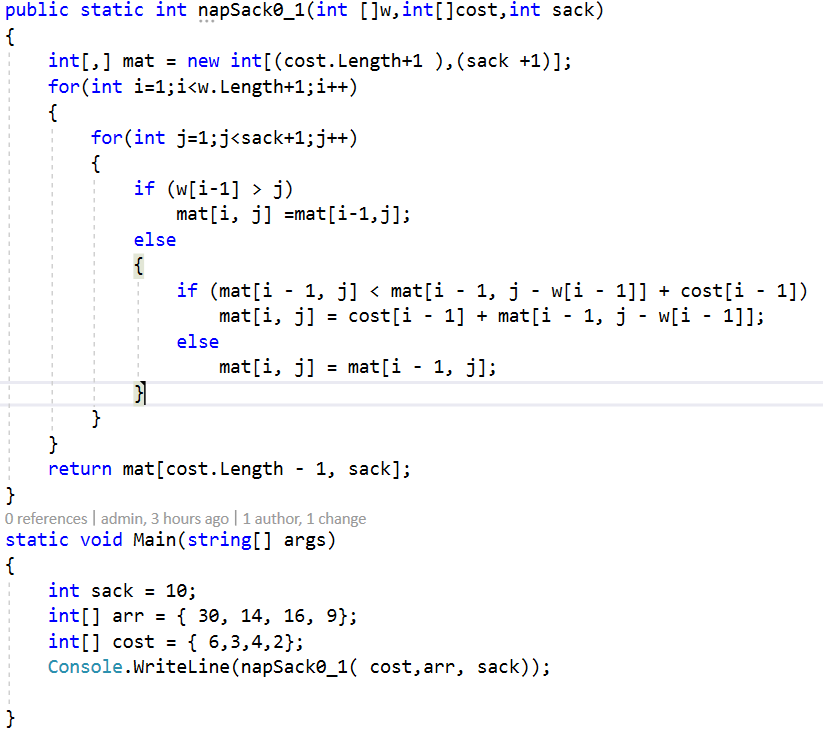 public static int napSack0_1(int []w,int[]cost,int sack)
{
int[,] mat = new int[(cost.Length+1 ),(sack +1)];
for(int i=1;i<w.Length+1;i++)
{
for(int j=1;j<sack+1;j++)
{
if (w[i-1] > j)
mat[i, j] =mat[i-1,j];
else
{
if (mat[i - 1, j] < mat[i - 1, j - w[i - 1]] + cost[i - 1])
mat[i, j] = cost[i - 1] + mat[i - 1, j - w[i - 1]];
else
mat[i, j] = mat[i - 1, j];
}
}
}
return mat[cost.Length - 1, sack];
}
0 references | admin, 3 hours ago | 1 author, 1 change
static void Main(string[] args)
{
int sack = 10;
int[] arr = { 30, 14, 16, 9};
int[] cost = { 6,3,4,2};
Console.WriteLine(napSack0_1( cost,arr, sack));
}